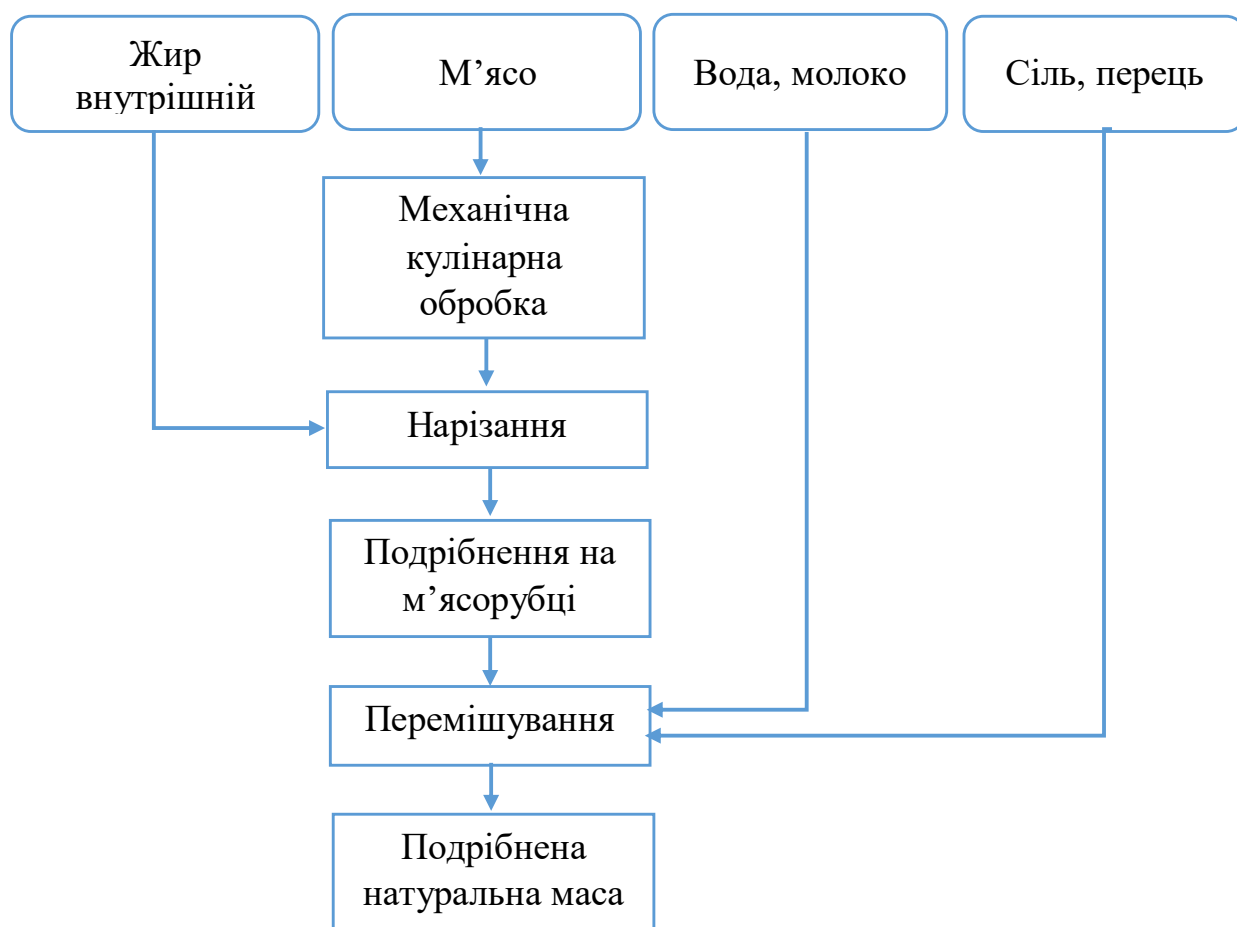 Жир
внутрішній
М’ясо
Вода, молоко
Сіль, перець
Механічна
кулінарна
обробка
Нарізання
Подрібнення на
м’ясорубці
Перемішування
Подрібнена
натуральна маса